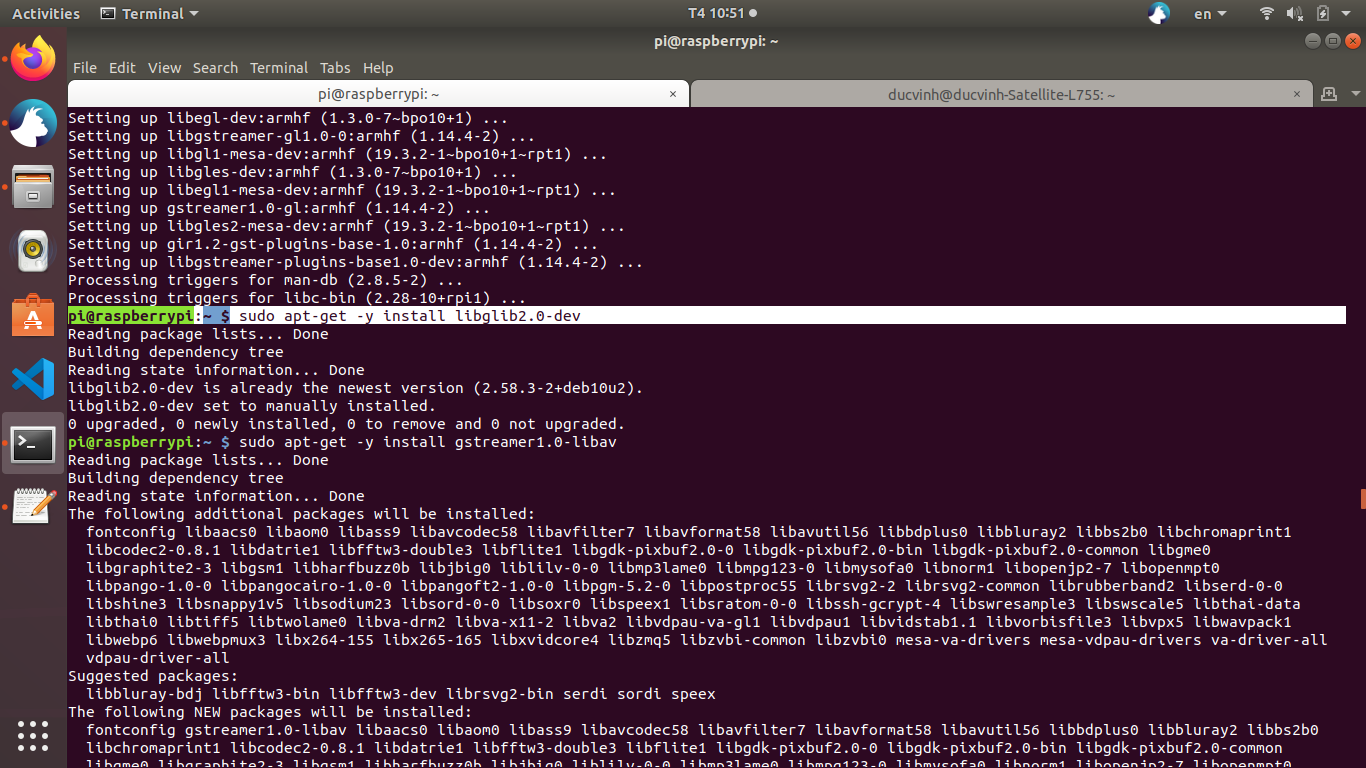 Activities Terminal T4 10:51 en
pi@raspberrypi: ~
File Edit View Search Terminal Tabs Help
pi@raspberrypi: ~ × ducvinh@ducvinh-Satellite-L755: ~ ×
Setting up libegl-dev:armhf (1.3.0-7~bpo10+1) ...
Setting up libgstreamer-gl1.0-0:armhf (1.14.4-2) ...
Setting up libgl1-mesa-dev:armhf (19.3.2-1~bpo10+1~rpt1) ...
Setting up libgles-dev:armhf (1.3.0-7~bpo10+1) ...
Setting up libegl1-mesa-dev:armhf (19.3.2-1~bpo10+1~rpt1) ...
Setting up gstreamer1.0-gl:armhf (1.14.4-2) ...
Setting up libgles2-mesa-dev:armhf (19.3.2-1~bpo10+1~rpt1) ...
Setting up gir1.2-gst-plugins-base-1.0:armhf (1.14.4-2) ...
Setting up libgstreamer-plugins-base1.0-dev:armhf (1.14.4-2) ...
Processing triggers for man-db (2.8.5-2) ...
Processing triggers for libc-bin (2.28-10+rpi1) ...
pi@raspberrypi:~ $ sudo apt-get -y install libglib2.0-dev
Reading package lists... Done
Building dependency tree
Reading state information... Done
libglib2.0-dev is already the newest version (2.58.3-2+deb10u2).
libglib2.0-dev set to manually installed.
0 upgraded, 0 newly installed, 0 to remove and 0 not upgraded.
pi@raspberrypi:~ $ sudo apt-get -y install gstreamer1.0-libav
Reading package lists... Done
Building dependency tree
Reading state information... Done
The following additional packages will be installed:
fontconfig libaacs0 libaom0 libass9 libavcodec58 libavfilter7 libavformat58 libavutil56 libbdplus0 libbluray2 libbs2b0 libchromaprint1
libcodec2-0.8.1 libdatrie1 libfftw3-double3 libflite1 libgdk-pixbuf2.0-0 libgdk-pixbuf2.0-bin libgdk-pixbuf2.0-common libgme0
libgraphite2-3 libgsm1 libharfbuzz0b libjbig0 liblilv-0-0 libmp3lame0 libmpg123-0 libmysofa0 libnorm1 libopenjp2-7 libopenmpt0
libpango-1.0-0 libpangocairo-1.0-0 libpangoft2-1.0-0 libpgm-5.2-0 libpostproc55 librsvg2-2 librsvg2-common librubberband2 libserd-0-0
libshine3 libsnappy1v5 libsodium23 libsord-0-0 libsoxr0 libspeex1 libsratom-0-0 libssh-gcrypt-4 libswresample3 libswscale5 libthai-data
libthai0 libtiff5 libtwolame0 libva-drm2 libva-x11-2 libva2 libvdpau-va-gl1 libvdpau1 libvidstab1.1 libvorbisfile3 libvpx5 libwavpack1
libwebp6 libwebpmux3 libx264-155 libx265-165 libxvidcore4 libzmq5 libzvbi-common libzvbi0 mesa-va-drivers mesa-vdpau-drivers va-driver-all
vdpau-driver-all
Suggested packages:
libbluray-bdj libfftw3-bin libfftw3-dev librsvg2-bin serdi sordi speex
The following NEW packages will be installed:
fontconfig gstreamer1.0-libav libaacs0 libaom0 libass9 libavcodec58 libavfilter7 libavformat58 libavutil56 libbdplus0 libbluray2 libbs2b0
libchromaprint1 libcodec2-0.8.1 libdatrie1 libfftw3-double3 libflite1 libgdk-pixbuf2.0-0 libgdk-pixbuf2.0-bin libgdk-pixbuf2.0-common
libgme0 libgraphite2-3 libgsm1 libharfbuzz0b libjbig0 liblilv-0-0 libmp3lame0 libmpg123-0 libmysofa0 libnorm1 libopenjp2-7 libopenmpt0